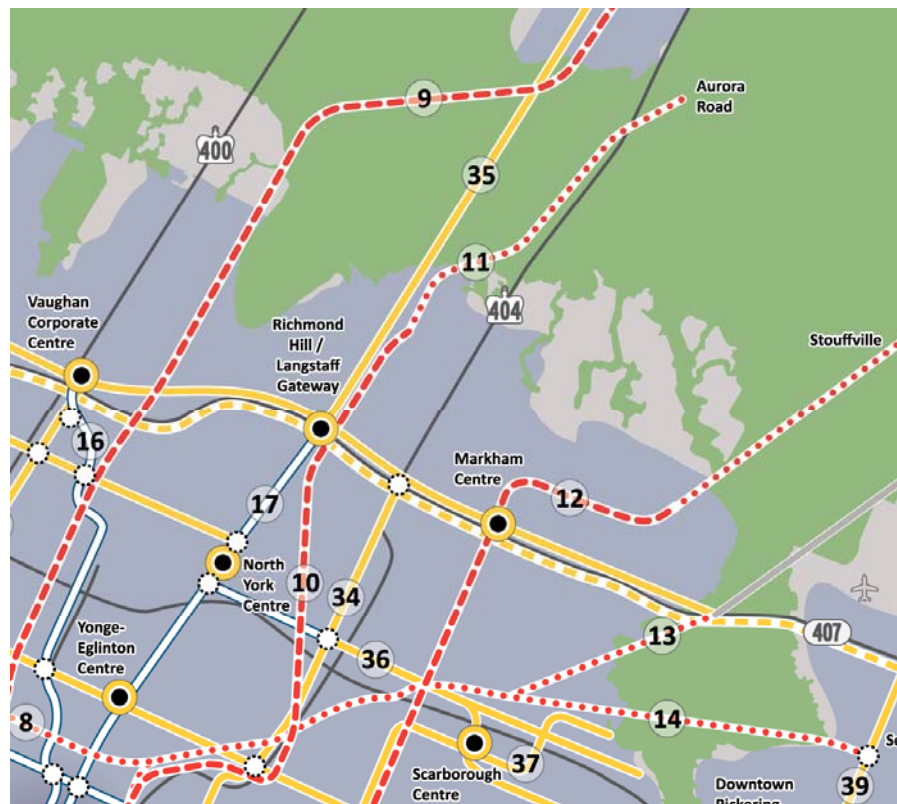 9
Aurora
Road
400
35
11
404
Vaughan
Corporate
Centre
Richmond
Hill /
Langstaff
Gateway
Stouffville
16
Markham
Centre
12
17
North
York
Centre
10
34
Yonge-
Eglinton
Centre
13
407
36
8
14
Scarborough
Centre
37
Downtown
39